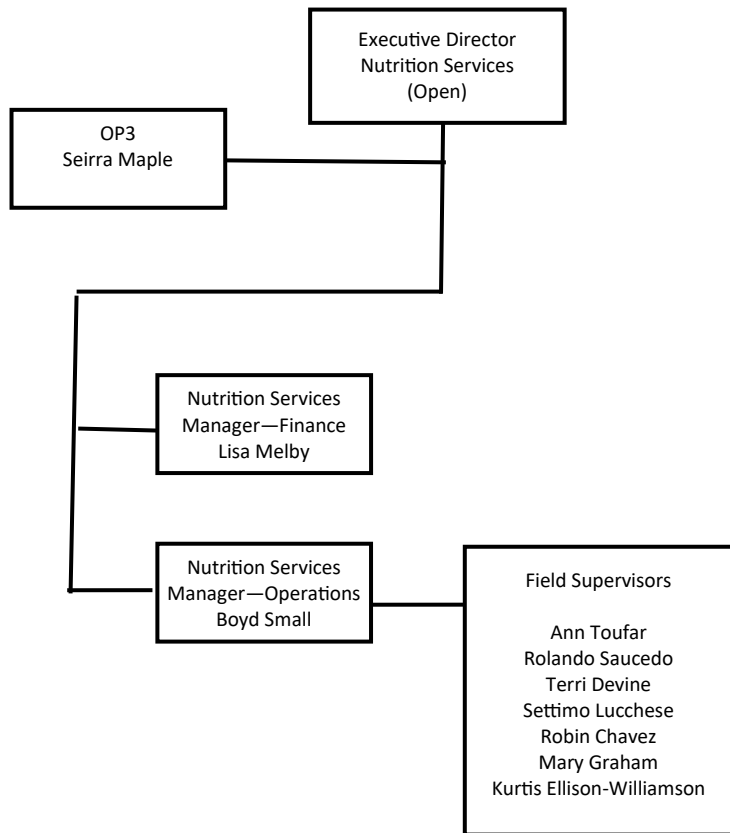 Executive Director
Nutrition Services
(Open)
OP3
Seirra Maple
Nutrition Services
Manager—Finance
Lisa Melby
Nutrition Services
Manager—Operations
Boyd Small
Field Supervisors
Ann Toufar
Rolando Saucedo
Terri Devine
Settimo Lucchese
Robin Chavez
Mary Graham
Kurtis Ellison-Williamson